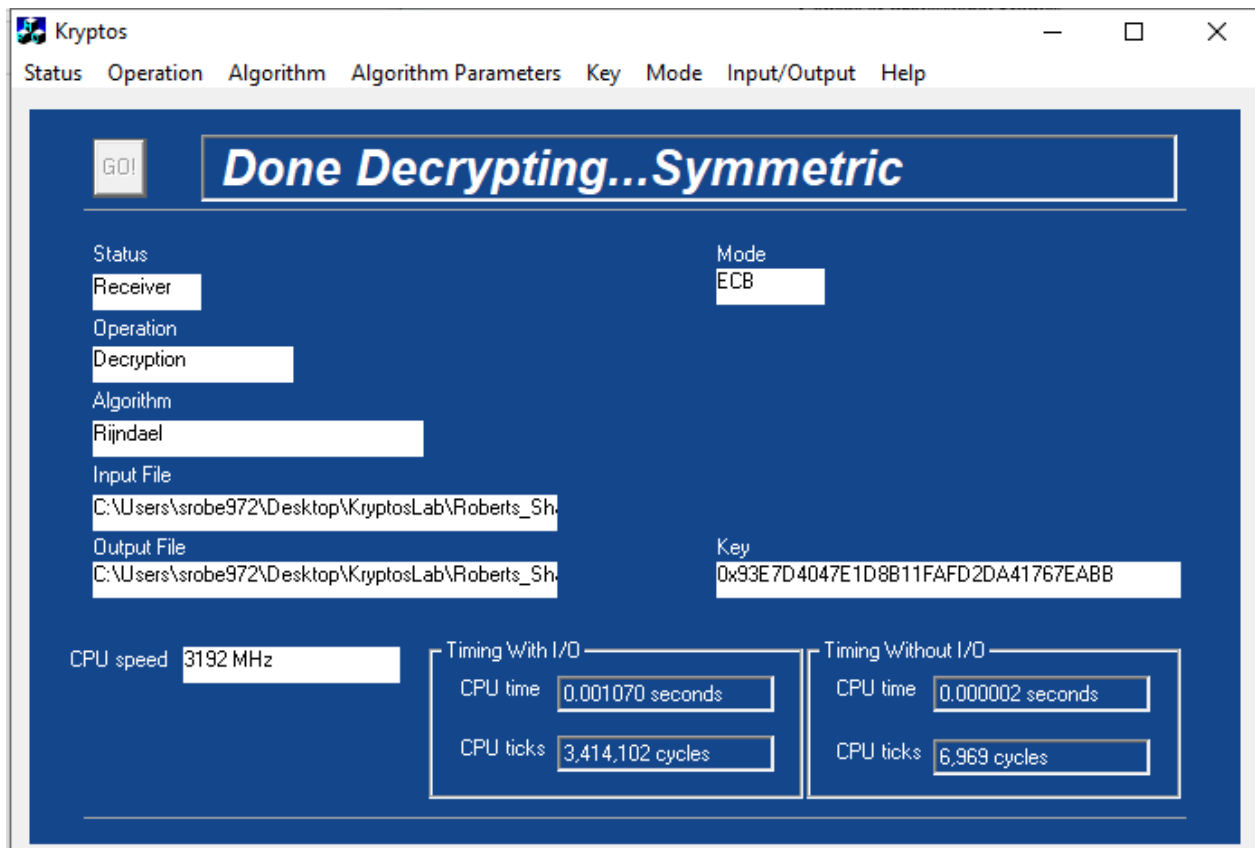 Kryptos
Status Operation Algorithm Algorithm Parameters Key Mode Input/Output Help
GO! Done Decrypting...Symmetric
Status Mode
Receiver ECB
Operation
Decryption
Algorithm
Rijndael
Input File
C:\Users\srobe972\Desktop\KryptosLab\Roberts_Sh
Output File Key
C:\Users\srobe972\Desktop\KryptosLab\Roberts_Sh 0x93E7D4047E1D8B11FAFD2DA41767EABB
Timing With I/O Timing Without I/O
CPU speed 3192 MHz
CPU time 0.001070 seconds CPU time 0.000002 seconds
CPU ticks 3,414,102 cycles CPU ticks 6,969 cycles